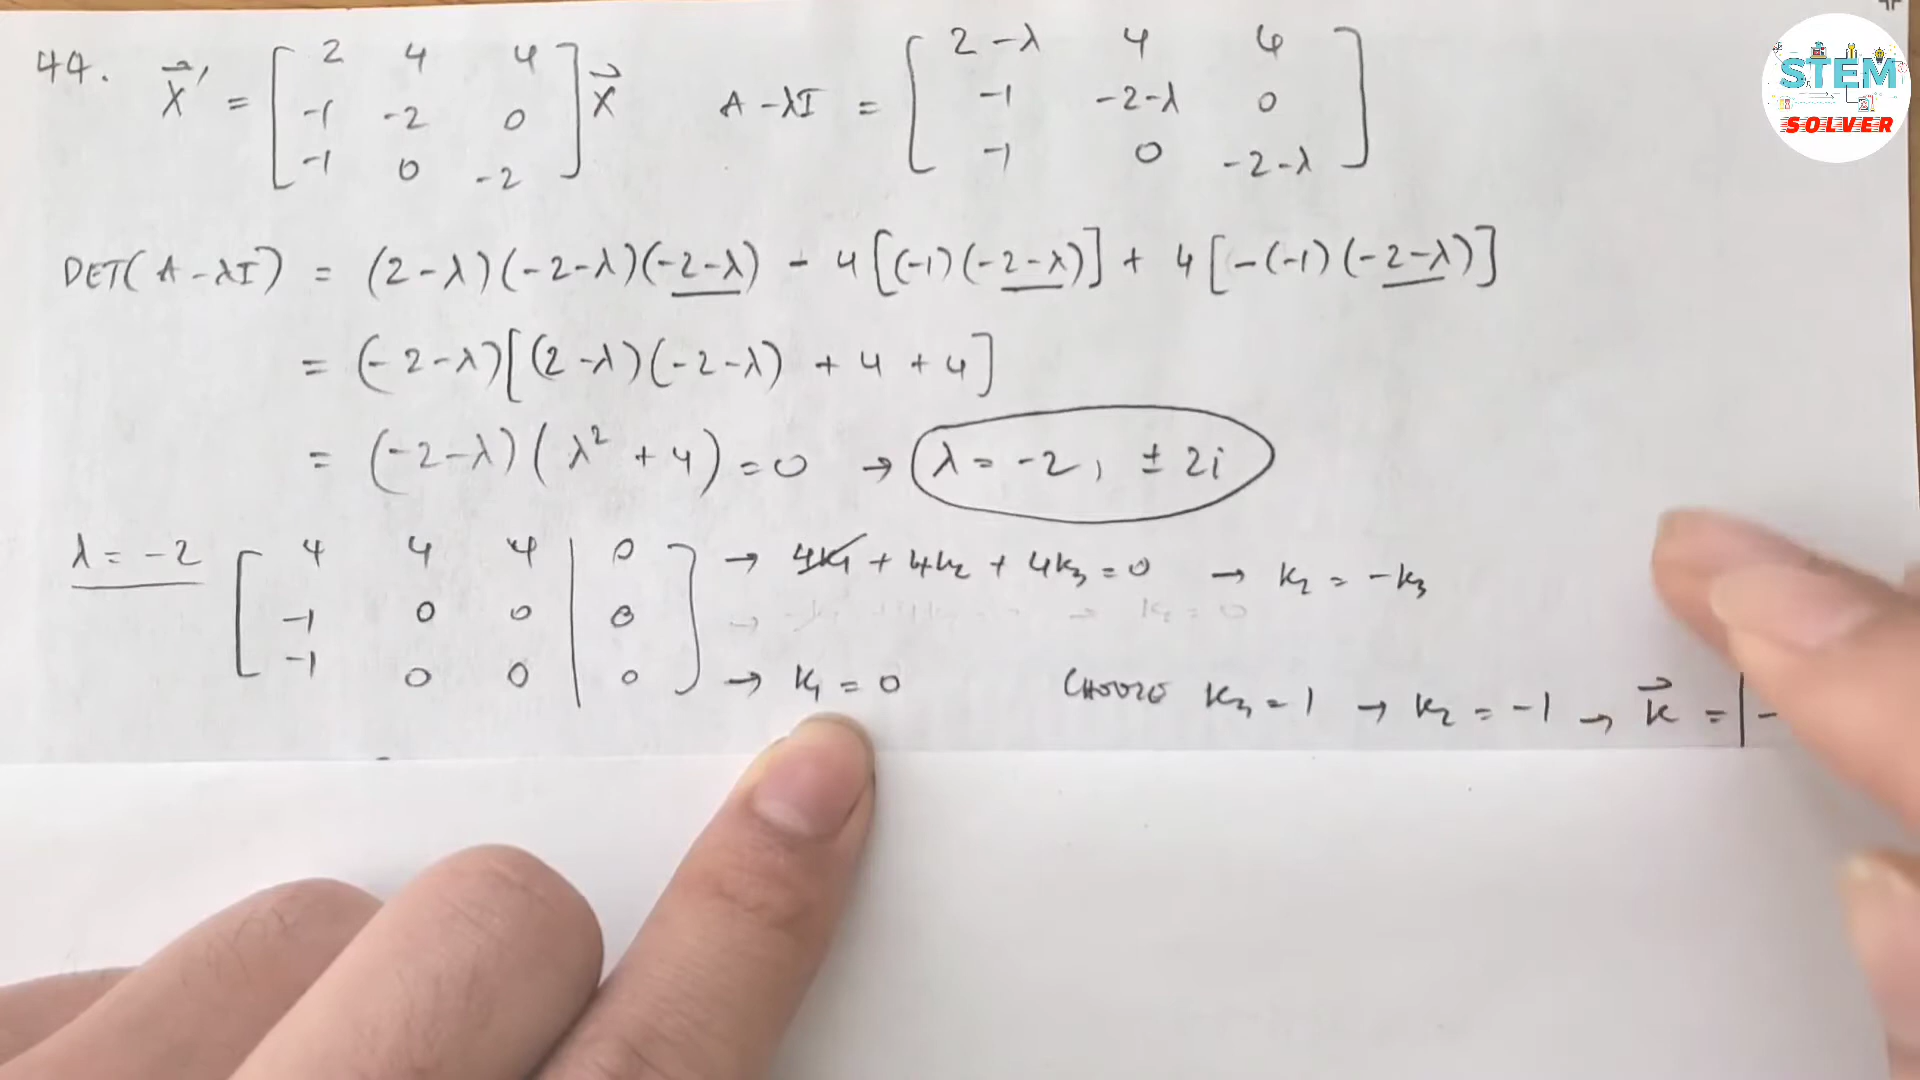 44. X⃗' = [ 2 4 4 ; -1 -2 0 ; -1 0 -2 ] X⃗ A - λI = [ 2-λ 4 4 ; -1 -2-λ 0 ; -1 0 -2-λ ]
DET(A - λI) = (2-λ)(-2-λ)(-2-λ) - 4[(-1)(-2-λ)] + 4[-(-1)(-2-λ)]
= (-2-λ)[(2-λ)(-2-λ) + 4 + 4]
= (-2-λ)(λ² + 4) = 0 → λ = -2, ± 2i
λ = -2 [ 4 4 4 | 0 ; -1 0 0 | 0 ; -1 0 0 | 0 ] → 4k₁ + 4k₂ + 4k₃ = 0 → k₂ = -k₃
→ k₁ = 0 CHOOSE k₃ = 1 → k₂ = -1 → k⃗ = [ -
STEM
SOLVER